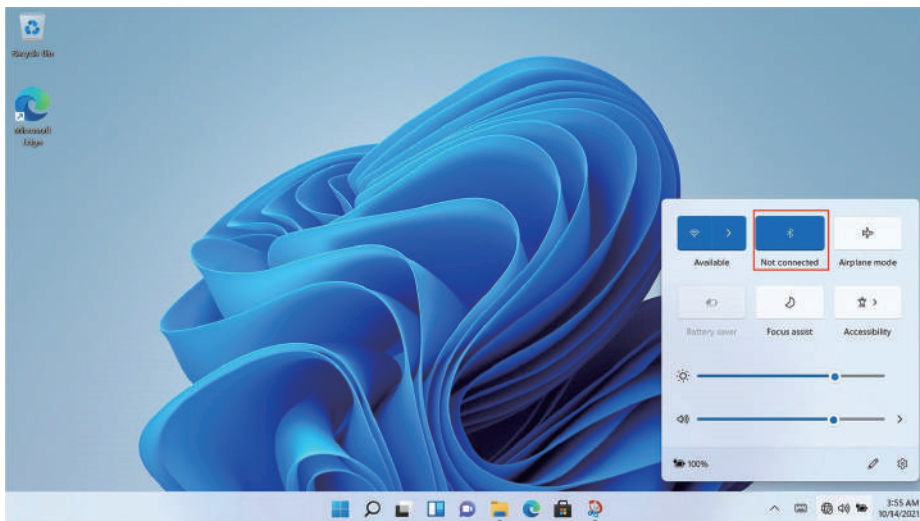 Recycle Bin
Microsoft
Edge
Available
Not connected
Airplane mode
Battery saver
Focus assist
Accessibility
100%
3:55 AM
10/14/2021